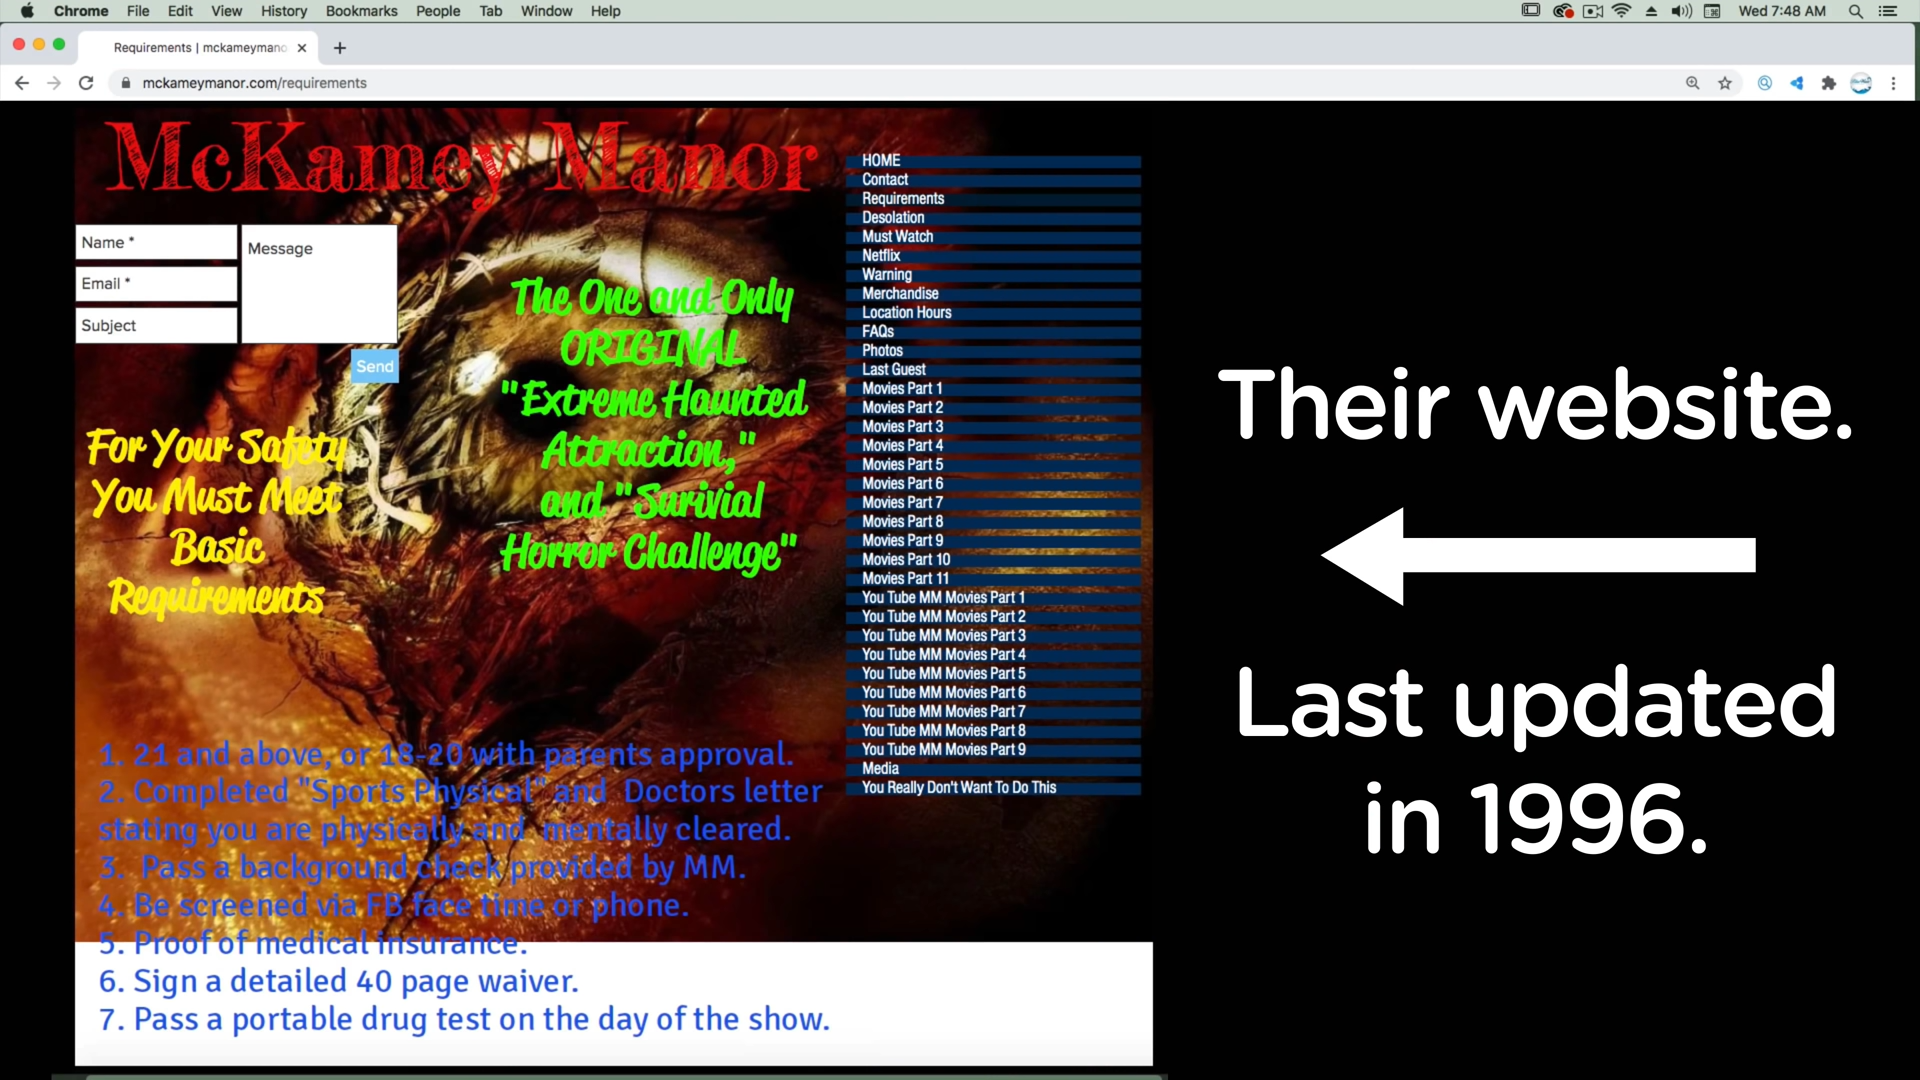 Chrome File Edit View History Bookmarks People Tab Window Help
Wed 7:48 AM
Requirements | mckameymano
mckameymanor.com/requirements
McKamey Manor
Name *
Email *
Subject
Message
Send
The One and Only
ORIGINAL
"Extreme Haunted
Attraction,"
and "Surivial
Horror Challenge"
For Your Safety
You Must Meet
Basic
Requirements
1. 21 and above, or 18-20 with parents approval.
2. Completed "Sports Physical" and Doctors letter
stating you are physically and mentally cleared.
3. Pass a background check provided by MM.
4. Be screened via FB face time or phone.
5. Proof of medical insurance.
6. Sign a detailed 40 page waiver.
7. Pass a portable drug test on the day of the show.
HOME
Contact
Requirements
Desolation
Must Watch
Netflix
Warning
Merchandise
Location Hours
FAQs
Photos
Last Guest
Movies Part 1
Movies Part 2
Movies Part 3
Movies Part 4
Movies Part 5
Movies Part 6
Movies Part 7
Movies Part 8
Movies Part 9
Movies Part 10
Movies Part 11
You Tube MM Movies Part 1
You Tube MM Movies Part 2
You Tube MM Movies Part 3
You Tube MM Movies Part 4
You Tube MM Movies Part 5
You Tube MM Movies Part 6
You Tube MM Movies Part 7
You Tube MM Movies Part 8
You Tube MM Movies Part 9
Media
You Really Don't Want To Do This
Their website.
Last updated
in 1996.